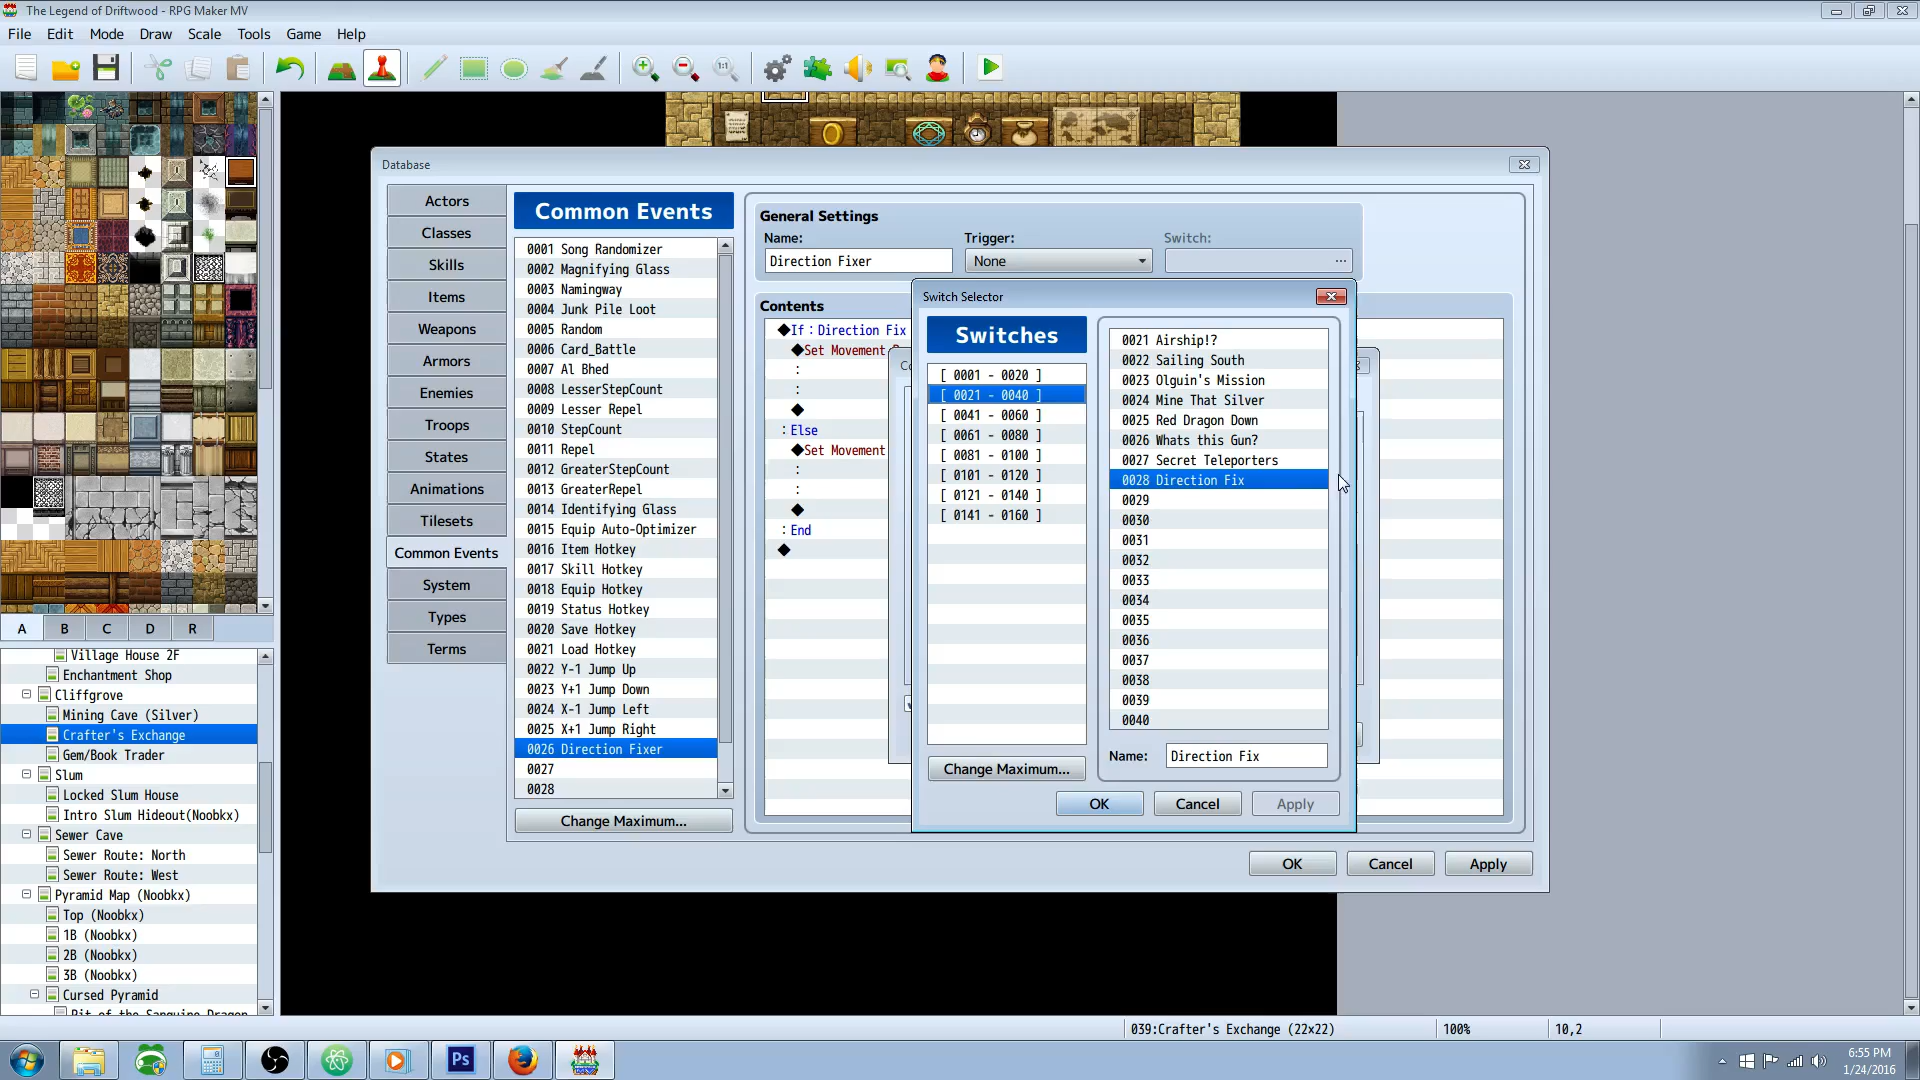 The Legend of Driftwood - RPG Maker MV
File Edit Mode Draw Scale Tools Game Help
1:1
Database
Actors
Classes
Skills
Items
Weapons
Armors
Enemies
Troops
States
Animations
Tilesets
Common Events
System
Types
Terms
Common Events
0001 Song Randomizer
0002 Magnifying Glass
0003 Namingway
0004 Junk Pile Loot
0005 Random
0006 Card_Battle
0007 Al Bhed
0008 LesserStepCount
0009 Lesser Repel
0010 StepCount
0011 Repel
0012 GreaterStepCount
0013 GreaterRepel
0014 Identifying Glass
0015 Equip Auto-Optimizer
0016 Item Hotkey
0017 Skill Hotkey
0018 Equip Hotkey
0019 Status Hotkey
0020 Save Hotkey
0021 Load Hotkey
0022 Y-1 Jump Up
0023 Y+1 Jump Down
0024 X-1 Jump Left
0025 X+1 Jump Right
0026 Direction Fixer
0027
0028
Change Maximum...
General Settings
Name: Trigger: Switch:
Direction Fixer None ...
Contents
◆If : Direction Fix
◆Set Movement
:
:
◆
: Else
◆Set Movement
:
:
◆
: End
◆
Switch Selector
Switches
[ 0001 - 0020 ]
[ 0021 - 0040 ]
[ 0041 - 0060 ]
[ 0061 - 0080 ]
[ 0081 - 0100 ]
[ 0101 - 0120 ]
[ 0121 - 0140 ]
[ 0141 - 0160 ]
Change Maximum...
0021 Airship!?
0022 Sailing South
0023 Olguin's Mission
0024 Mine That Silver
0025 Red Dragon Down
0026 Whats this Gun?
0027 Secret Teleporters
0028 Direction Fix
0029
0030
0031
0032
0033
0034
0035
0036
0037
0038
0039
0040
Name: Direction Fix
OK Cancel Apply
OK Cancel Apply
A B C D R
Village House 2F
Enchantment Shop
Cliffgrove
Mining Cave (Silver)
Crafter's Exchange
Gem/Book Trader
Slum
Locked Slum House
Intro Slum Hideout(Noobkx)
Sewer Cave
Sewer Route: North
Sewer Route: West
Pyramid Map (Noobkx)
Top (Noobkx)
1B (Noobkx)
2B (Noobkx)
3B (Noobkx)
Cursed Pyramid
Pit of the Sanguine Dragon
039:Crafter's Exchange (22x22) 100% 10,2
Ps
6:55 PM
1/24/2016